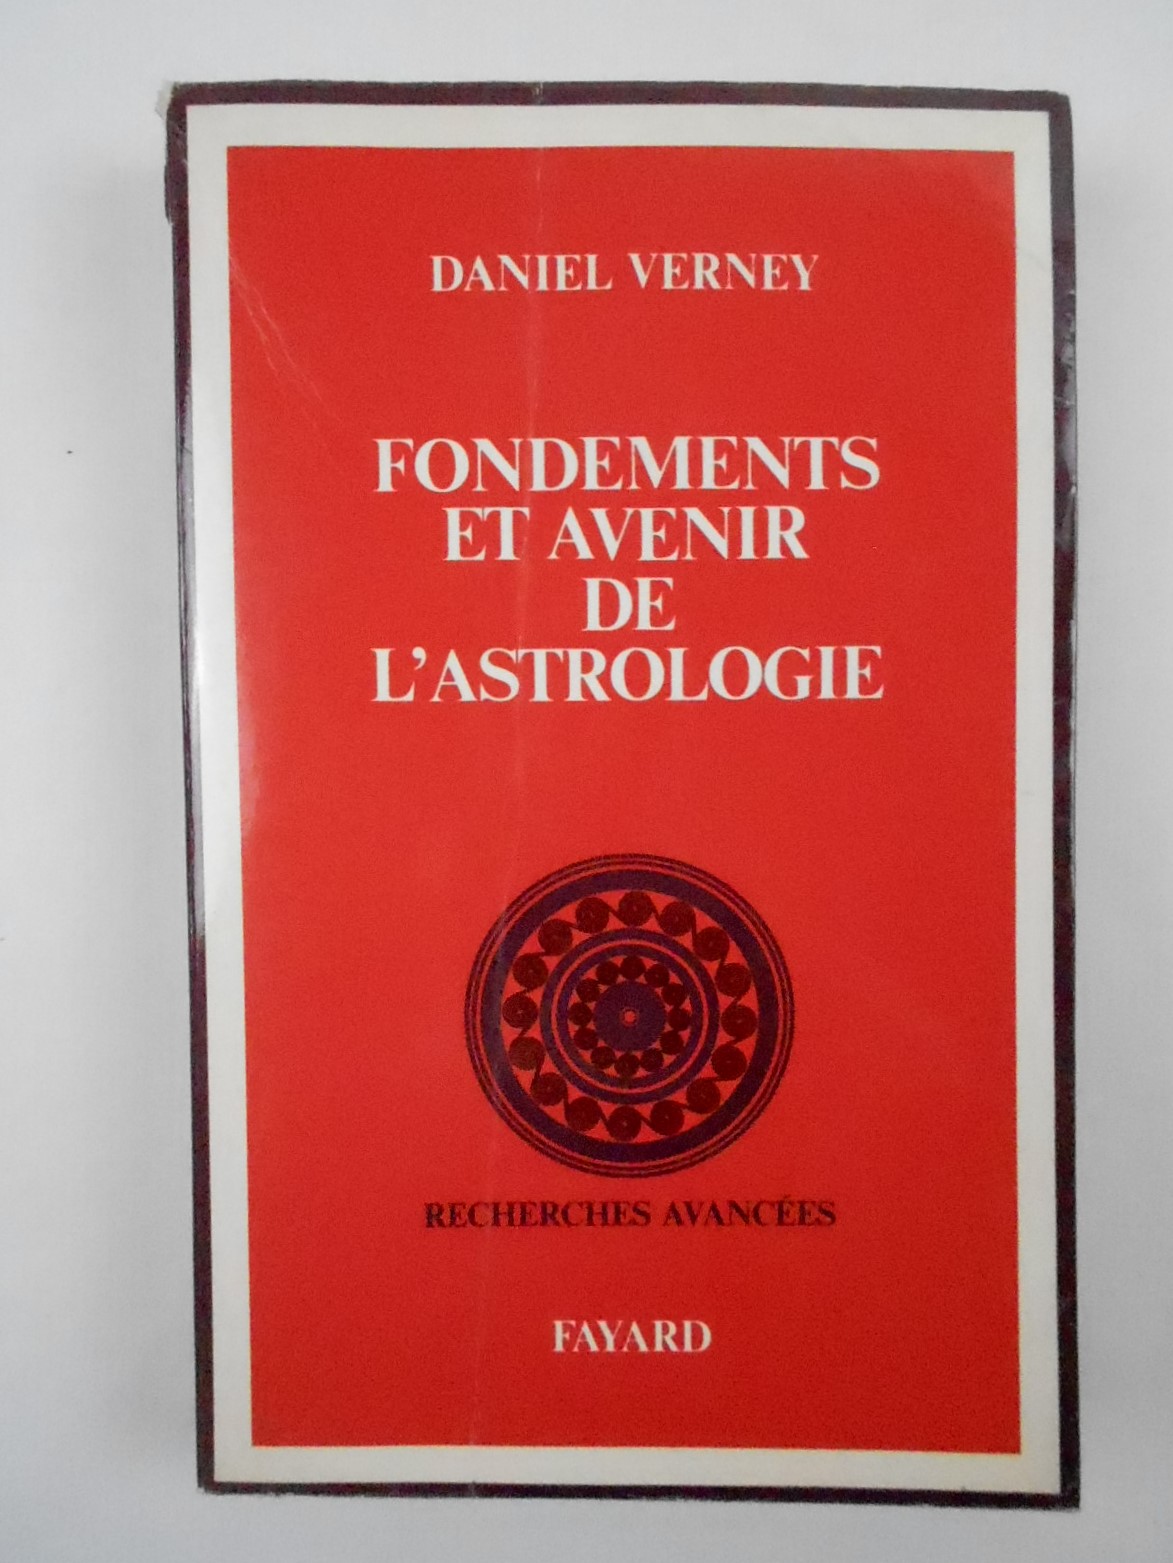 DANIEL VERNEY
FONDEMENTS
ET AVENIR
DE
L'ASTROLOGIE
RECHERCHES AVANCÉES
FAYARD